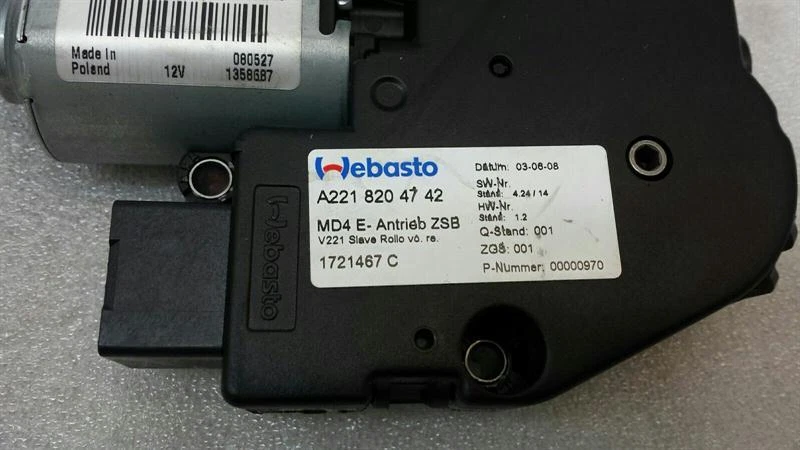 Made in
Poland
12V
080527
1358687
Webasto
A221 820 47 42
MD4 E- Antrieb ZSB
V221 Slave Rollo vo. re.
1721467 C
Datum: 03-06-08
SW-Nr.
Stand: 4.24 / 14
HW-Nr.
Stand: 1.2
Q-Stand: 001
ZGS: 001
P-Nummer: 00000970
Webasto